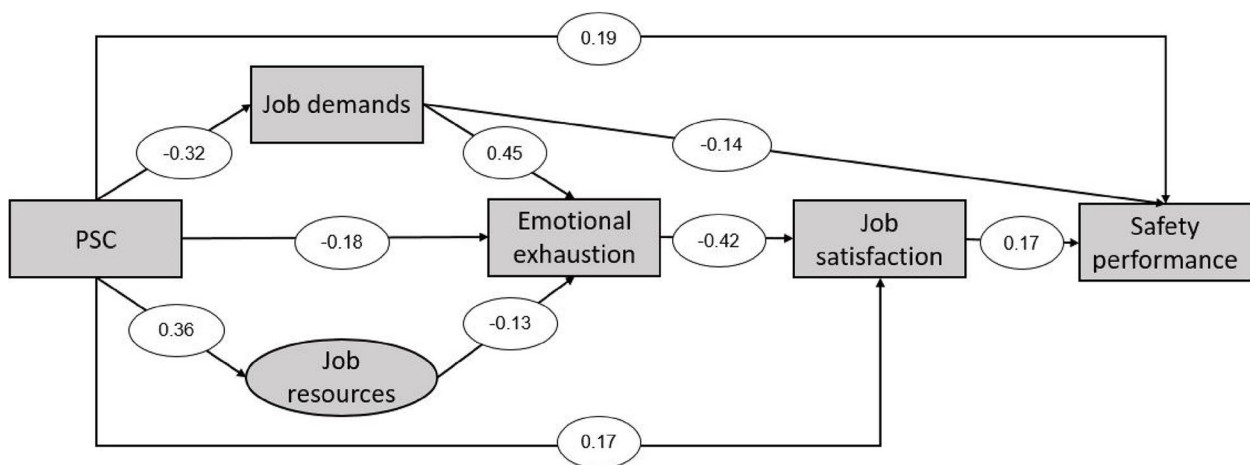 0.19
Job demands
-0.32
0.45
-0.14
PSC
-0.18
Emotional
exhaustion
-0.42
Job
satisfaction
0.17
Safety
performance
0.36
-0.13
Job
resources
0.17